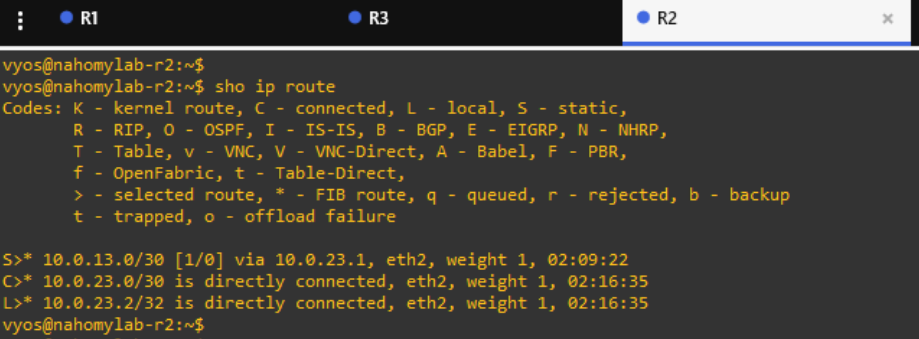 R1
R3
R2
vyos@nahomylab-r2:~$
vyos@nahomylab-r2:~$ sho ip route
Codes: K - kernel route, C - connected, L - local, S - static,
       R - RIP, O - OSPF, I - IS-IS, B - BGP, E - EIGRP, N - NHRP,
       T - Table, v - VNC, V - VNC-Direct, A - Babel, F - PBR,
       f - OpenFabric, t - Table-Direct,
       > - selected route, * - FIB route, q - queued, r - rejected, b - backup
       t - trapped, o - offload failure

S>* 10.0.13.0/30 [1/0] via 10.0.23.1, eth2, weight 1, 02:09:22
C>* 10.0.23.0/30 is directly connected, eth2, weight 1, 02:16:35
L>* 10.0.23.2/32 is directly connected, eth2, weight 1, 02:16:35
vyos@nahomylab-r2:~$